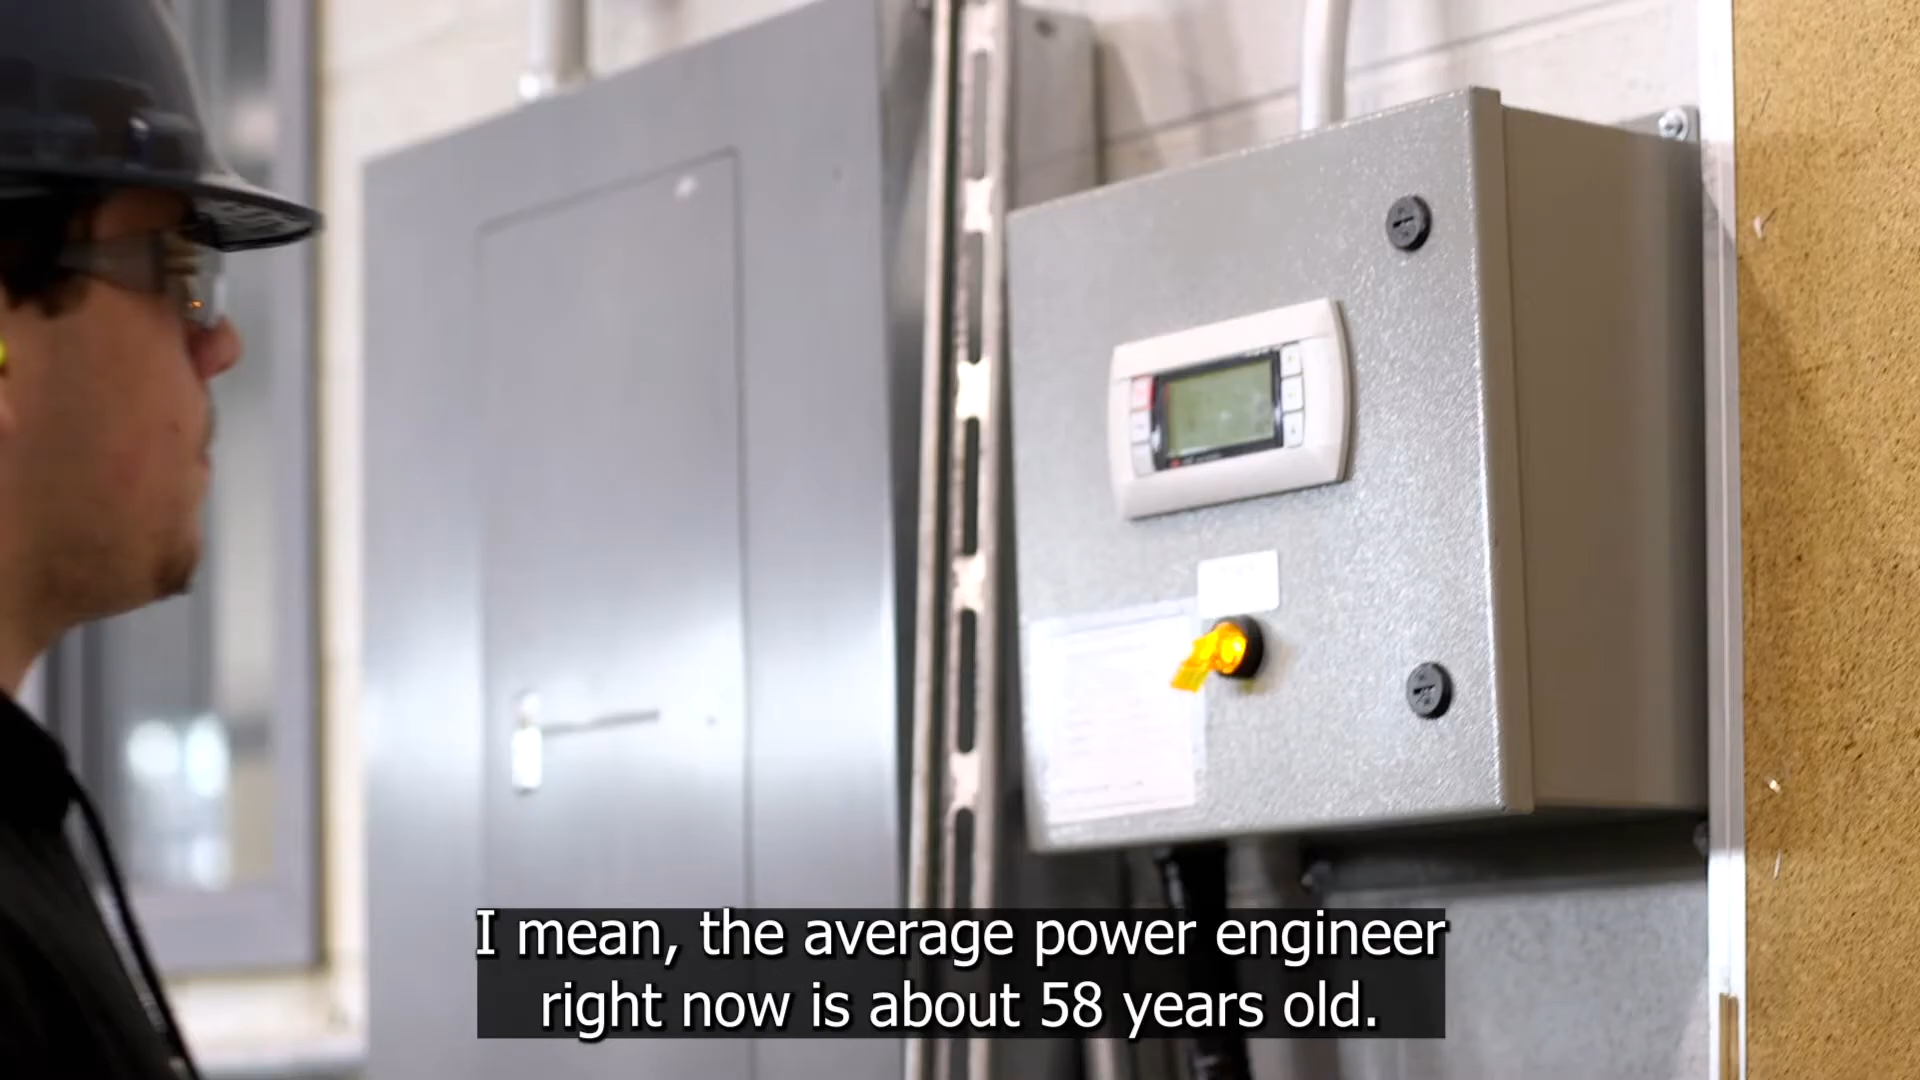 I mean, the average power engineer
right now is about 58 years old.